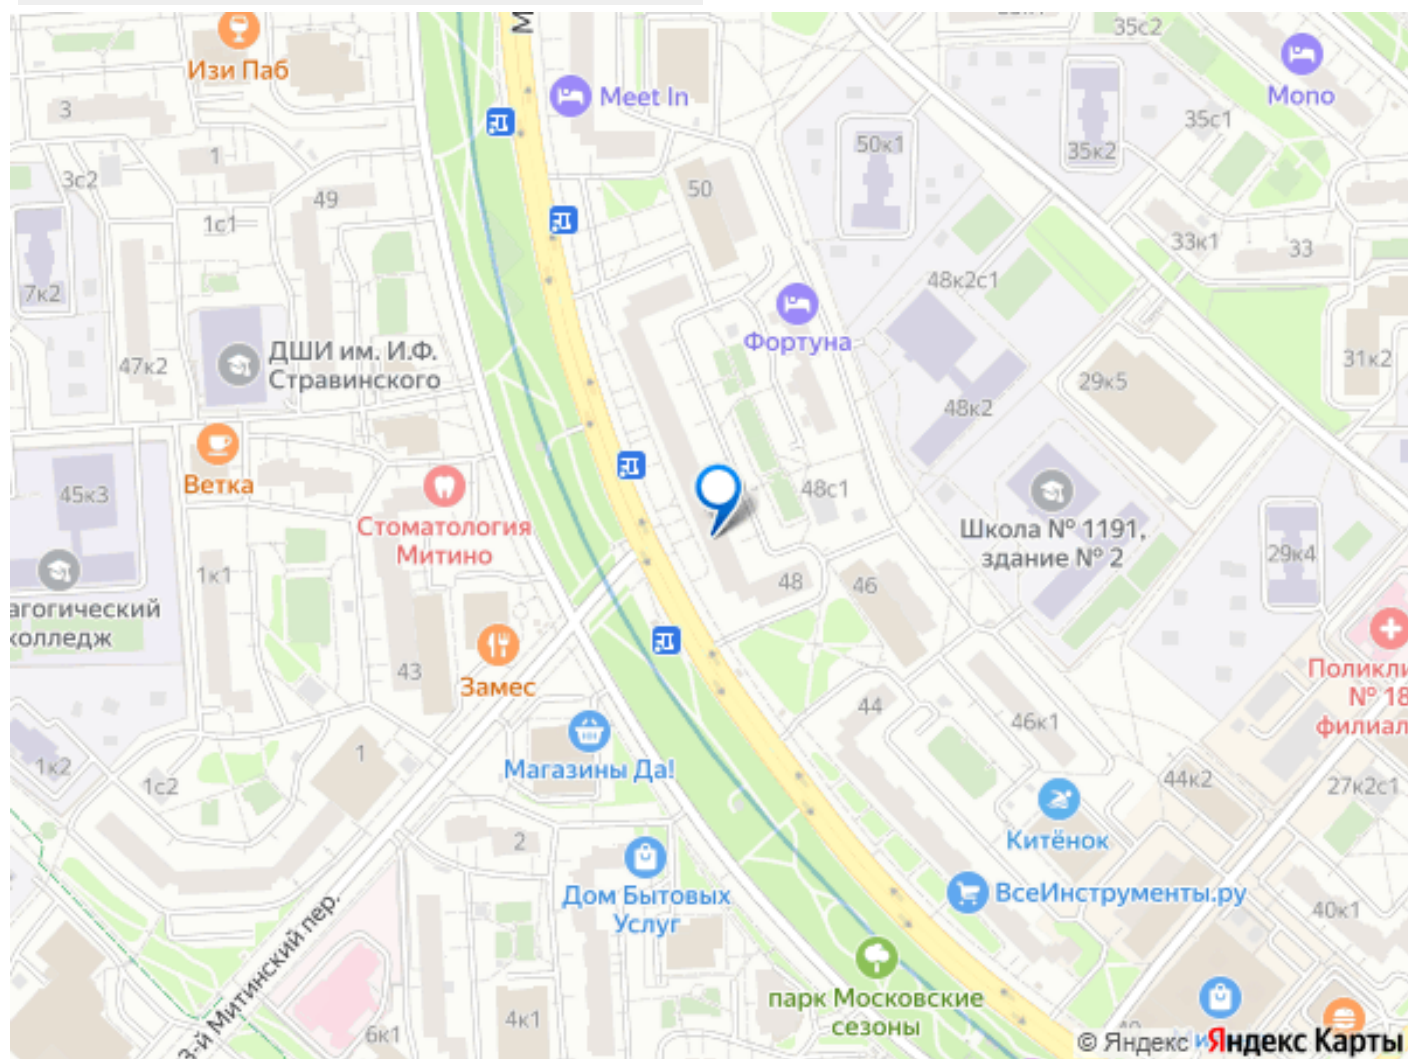 35с2
Изи Паб
Meet In
Mono
3
35с1
50к1
35к2
1
3с2
50
49
1с1
33к1
33
48к2с1
7к2
Фортуна
ДШИ им. И.Ф.
Стравинского
47к2
31к2
29к5
48к2
Ветка
45к3
48с1
Стоматология
Митино
Школа № 1191,
здание № 2
29к4
1к1
48
46
агогический
колледж
43
Замес
Поликли
№ 18
филиал
44
46к1
1
1к2
1с2
Магазины Да!
44к2
27к2с1
2
Китёнок
Дом Бытовых
Услуг
ВсеИнструменты.ру
40к1
3-й Митинский пер.
парк Московские
сезоны
4к1
6к1
© Яндекс
Яндекс Карты